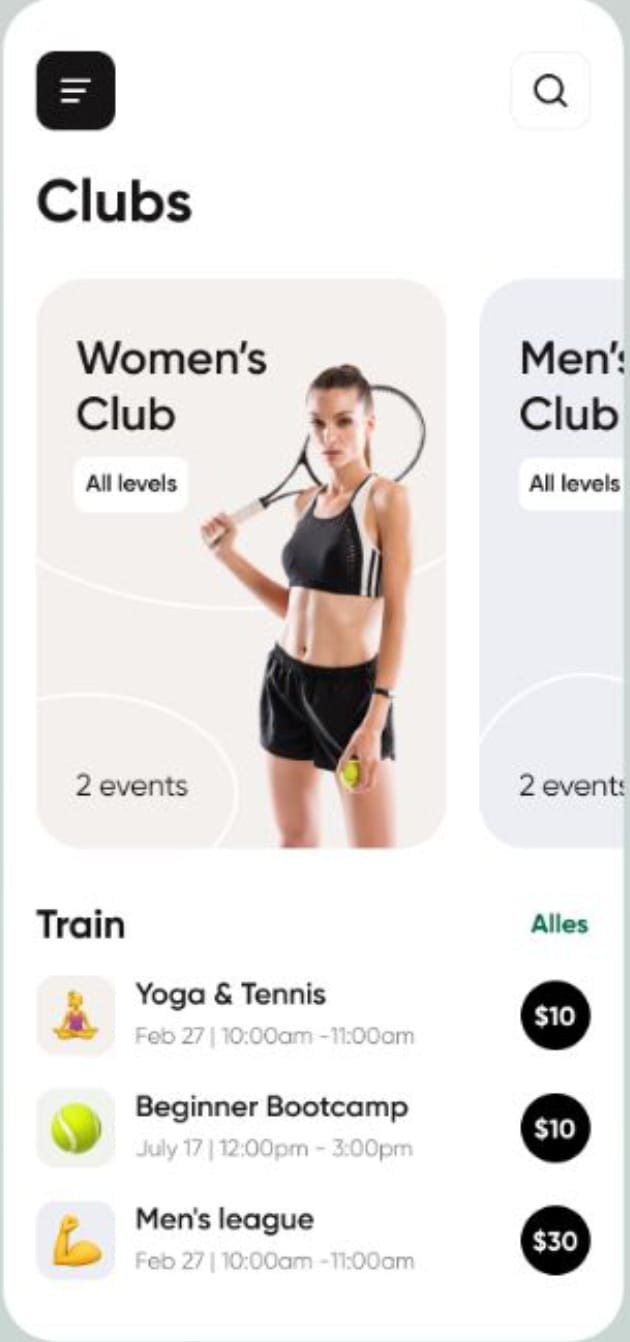 Clubs
Women's
Club
All levels
2 events
Men's
Club
All levels
2 events
Train
Alles
Yoga & Tennis
Feb 27 | 10:00am -11:00am
$10
Beginner Bootcamp
July 17 | 12:00pm - 3:00pm
$10
Men's league
Feb 27 | 10:00am -11:00am
$30